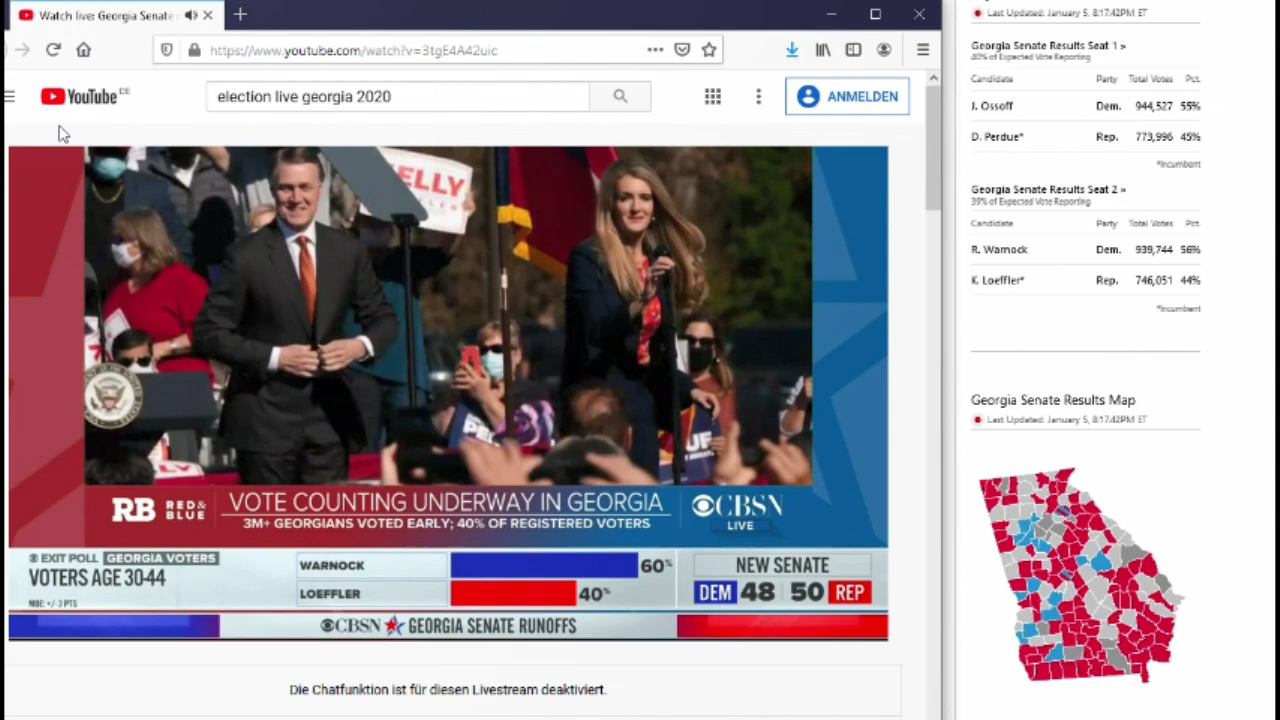 Watch live: Georgia Senate
https://www.youtube.com/watch?v=3tgE4A42uic
YouTube DE
election live georgia 2020
ANMELDEN
KELLY
RB RED& BLUE
VOTE COUNTING UNDERWAY IN GEORGIA
3M+ GEORGIANS VOTED EARLY; 40% OF REGISTERED VOTERS
CBSN
LIVE
EXIT POLL GEORGIA VOTERS
VOTERS AGE 30-44
MOE: +/-3 PTS
WARNOCK 60%
LOEFFLER 40%
NEW SENATE
DEM 48 50 REP
CBSN GEORGIA SENATE RUNOFFS
Die Chatfunktion ist für diesen Livestream deaktiviert.
Last Updated: January 5, 8:17:42PM ET
Georgia Senate Results Seat 1 »
40% of Expected Vote Reporting
Candidate Party Total Votes Pct.
J. Ossoff Dem. 944,527 55%
D. Perdue* Rep. 773,996 45%
*Incumbent
Georgia Senate Results Seat 2 »
39% of Expected Vote Reporting
Candidate Party Total Votes Pct.
R. Warnock Dem. 939,744 56%
K. Loeffler* Rep. 746,051 44%
*Incumbent
Georgia Senate Results Map
Last Updated: January 5, 8:17:42PM ET